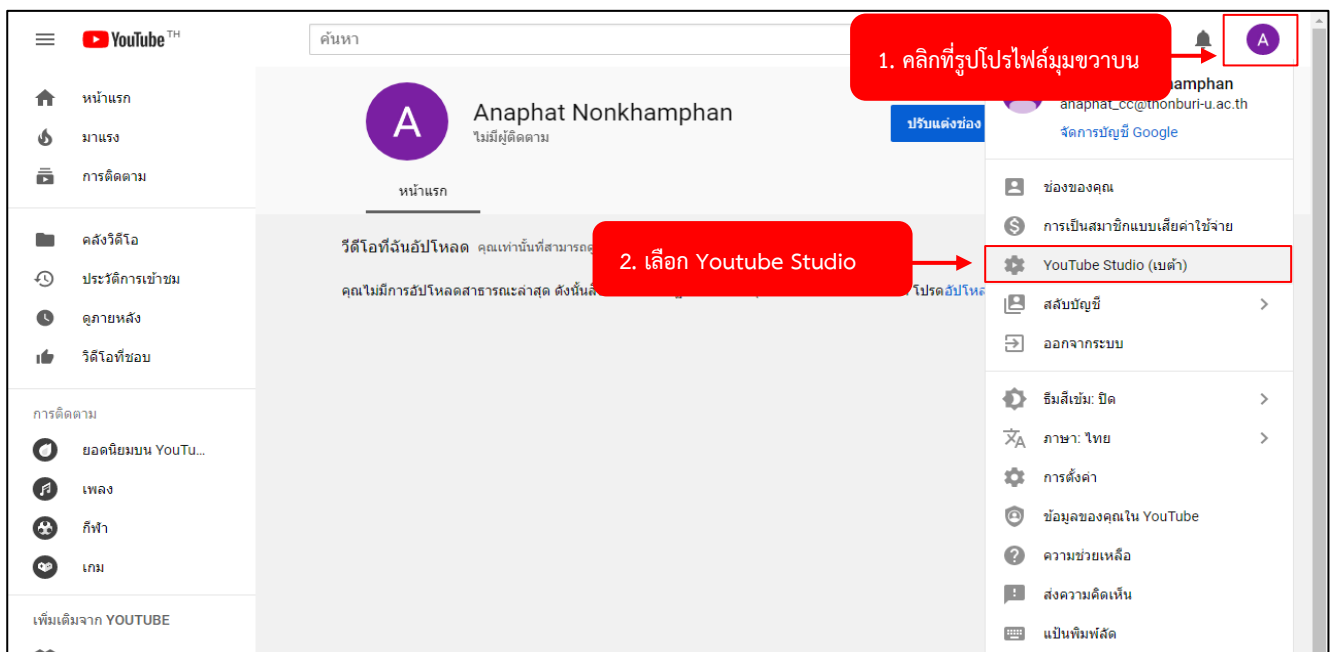 YouTube TH
ค้นหา
1. คลิกที่รูปโปรไฟล์มุมขวาบน
A
หน้าแรก
มาแรง
การติดตาม
คลังวิดีโอ
ประวัติการเข้าชม
ดูภายหลัง
วิดีโอที่ชอบ
การติดตาม
ยอดนิยมบน YouTu...
เพลง
กีฬา
เกม
เพิ่มเติมจาก YOUTUBE
A
Anaphat Nonkhamphan
ไม่มีผู้ติดตาม
ปรับแต่งช่อง
หน้าแรก
วีดีโอที่ฉันอัปโหลด คุณเท่านั้นที่สามารถดู
คุณไม่มีการอัปโหลดสาธารณะล่าสุด ดังนั้น
โปรดอัปโหล
2. เลือก Youtube Studio
amphan
anaphat_cc@thonburi-u.ac.th
จัดการบัญชี Google
ช่องของคุณ
การเป็นสมาชิกแบบเสียค่าใช้จ่าย
YouTube Studio (เบต้า)
สลับบัญชี
ออกจากระบบ
ธีมสีเข้ม: ปิด
ภาษา: ไทย
การตั้งค่า
ข้อมูลของคุณใน YouTube
ความช่วยเหลือ
ส่งความคิดเห็น
แป้นพิมพ์ลัด